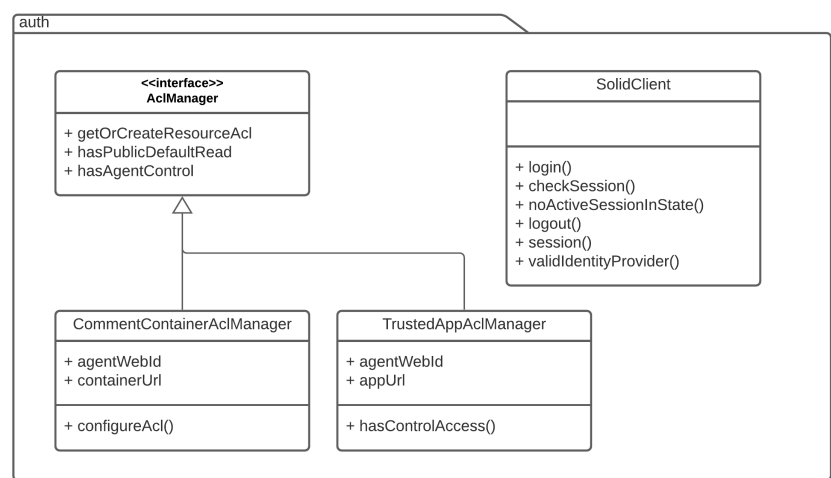 auth
<<interface>>
AclManager
+ getOrCreateResourceAcl
+ hasPublicDefaultRead
+ hasAgentControl
SolidClient
+ login()
+ checkSession()
+ noActiveSessionInState()
+ logout()
+ session()
+ validIdentityProvider()
CommentContainerAclManager
+ agentWebId
+ containerUrl
+ configureAcl()
TrustedAppAclManager
+ agentWebId
+ appUrl
+ hasControlAccess()